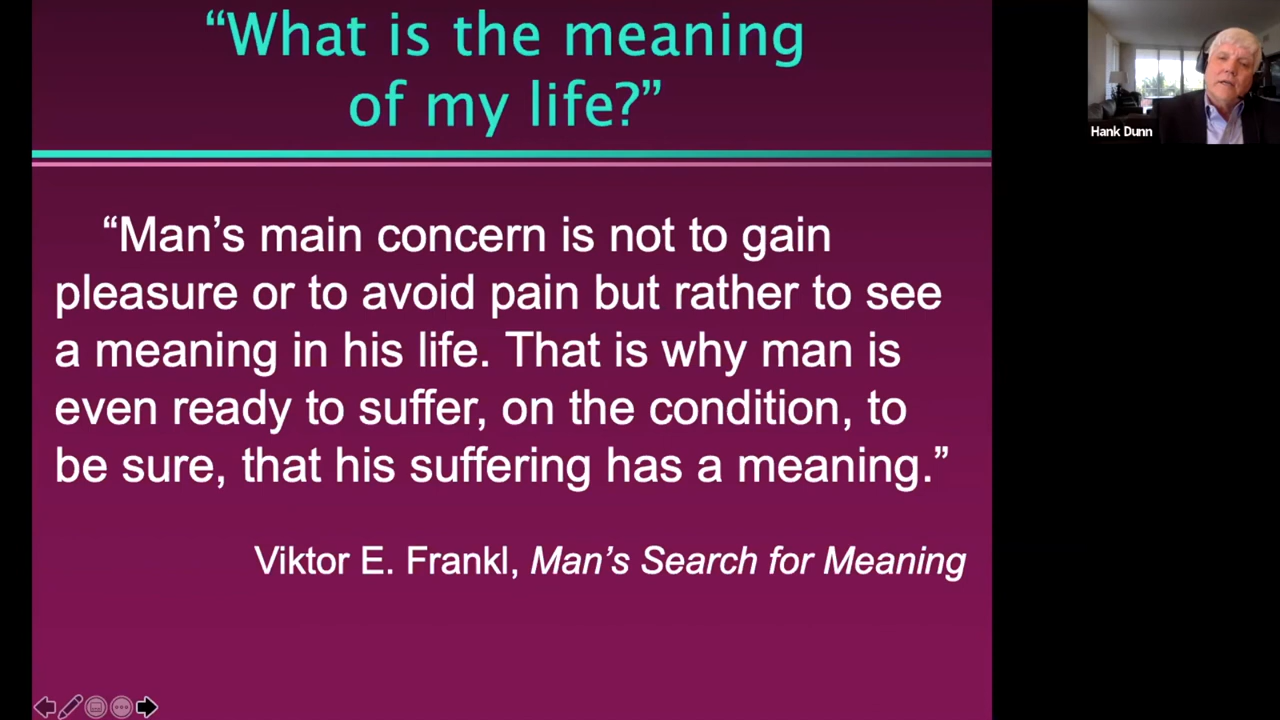 “What is the meaning
of my life?”
“Man’s main concern is not to gain
pleasure or to avoid pain but rather to see
a meaning in his life. That is why man is
even ready to suffer, on the condition, to
be sure, that his suffering has a meaning.”
Viktor E. Frankl, Man’s Search for Meaning
Hank Dunn